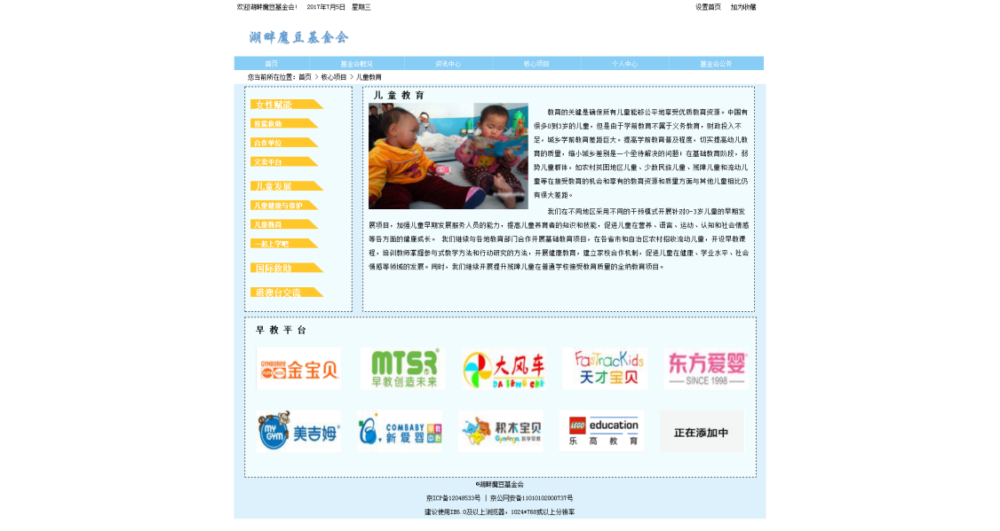 欢迎湖畔魔豆基金会! 2017年7月5日 星期三
设置首页 加为收藏
湖畔魔豆基金会
首页 基金会概况 资讯中心 核心项目 个人中心 基金会公务
您当前所在位置: 首页 > 核心项目 > 儿童教育
女性赋能
技能救助
合作单位
义卖平台
儿童发展
儿童健康与保护
儿童教育
一起上学吧
国际救助
港澳台交流
儿童教育
教育的关键是确保所有儿童能够公平地享受优质教育资源。中国有
很多0到3岁的儿童，但是由于学前教育不属于义务教育，财政投入不
足，城乡学前教育差距巨大。提高学前教育普及程度，切实提高幼儿教
育的质量，缩小城乡差别是一个亟待解决的问题！在基础教育阶段，弱
势儿童群体，如农村贫困地区儿童、少数民族儿童、残障儿童和流动儿
童等在接受教育的机会和享有的教育资源和质量方面与其他儿童相比仍
有很大差距。
我们在不同地区采用不同的干预模式开展针对0-3岁儿童的早期发
展项目，加强儿童早期发展服务人员的能力，提高儿童养育者的知识和技能，促进儿童在营养、语言、运动、认知和社会情感
等各方面的健康成长。 我们继续与各地教育部门合作开展基础教育项目，在各省市和自治区农村招收流动儿童，开设早教课
程，培训教师掌握参与式教学方法和行动研究的方法，开展健康教育，建立家校合作机制，促进儿童在健康、学业水平、社会
情感等领域的发展。同时，我们继续开展提升残障儿童在普通学校接受教育质量的全纳教育项目。
早教平台
GYMBOREE 金宝贝
MTSR 早教创造未来
大风车 DA FENG CHE
FasTracKids 天才宝贝
东方爱婴 SINCE 1998
MY GYM 美吉姆
COMBABY 新爱婴 早教中心
积木宝贝
LEGO education 乐高教育
正在添加中
©湖畔魔豆基金会
京ICP备12048533号 | 京公网安备11010102000737号
建议使用IE6.0及以上浏览器，1024*768或以上分辨率